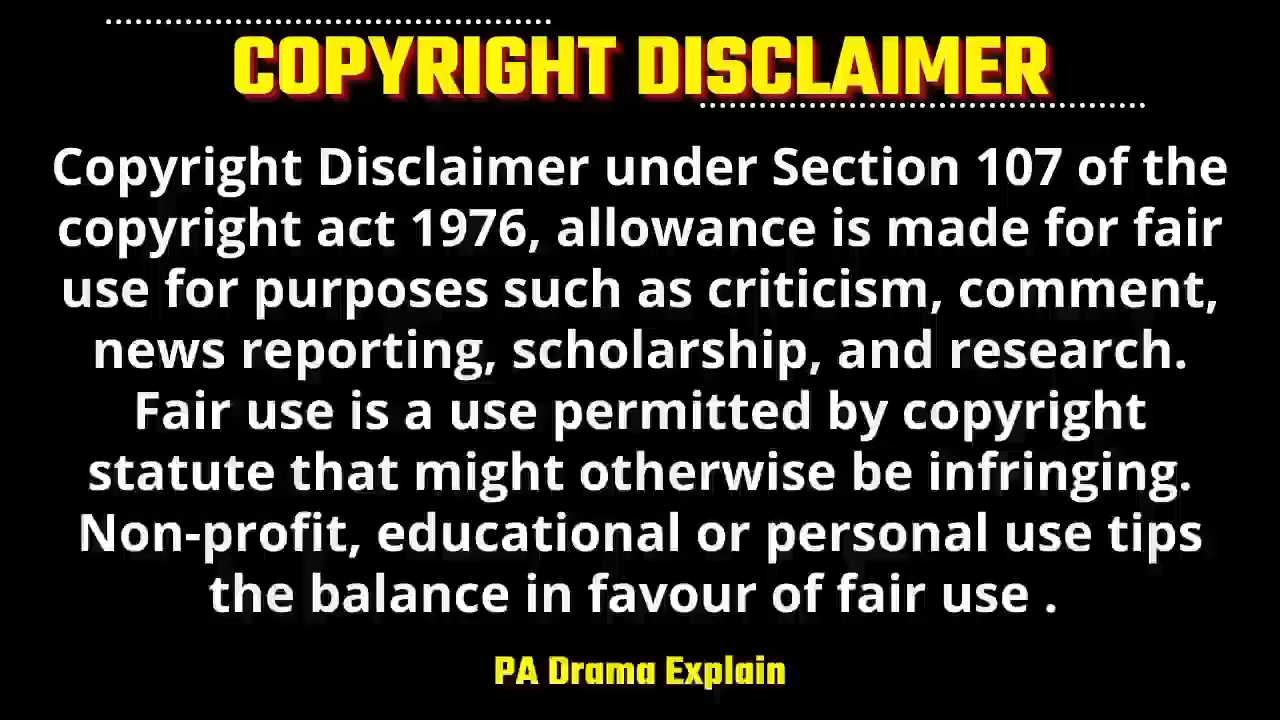 COPYRIGHT DISCLAIMER
Copyright Disclaimer under Section 107 of the
copyright act 1976, allowance is made for fair
use for purposes such as criticism, comment,
news reporting, scholarship, and research.
Fair use is a use permitted by copyright
statute that might otherwise be infringing.
Non-profit, educational or personal use tips
the balance in favour of fair use .
PA Drama Explain